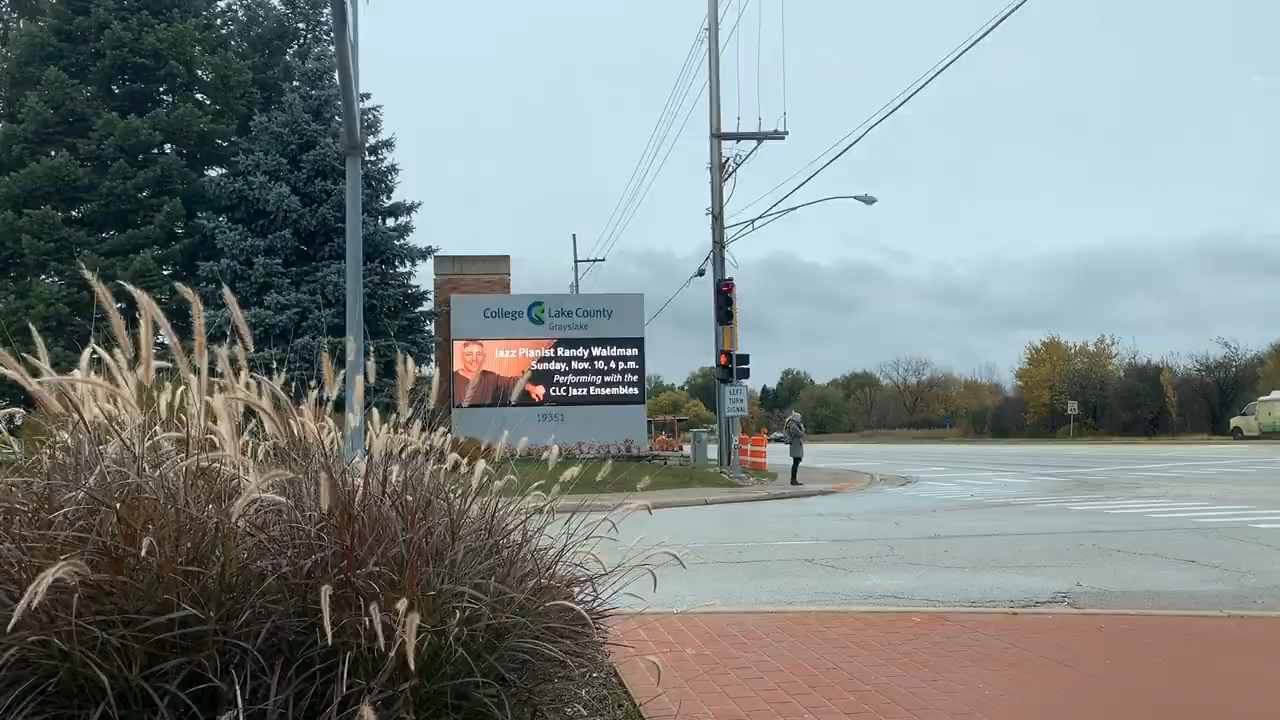 College Lake County
Grayslake
Jazz Pianist Randy Waldman
Sunday, Nov. 10, 4 p.m.
Performing with the
CLC Jazz Ensembles
19351
LEFT
TURN
SIGNAL
45